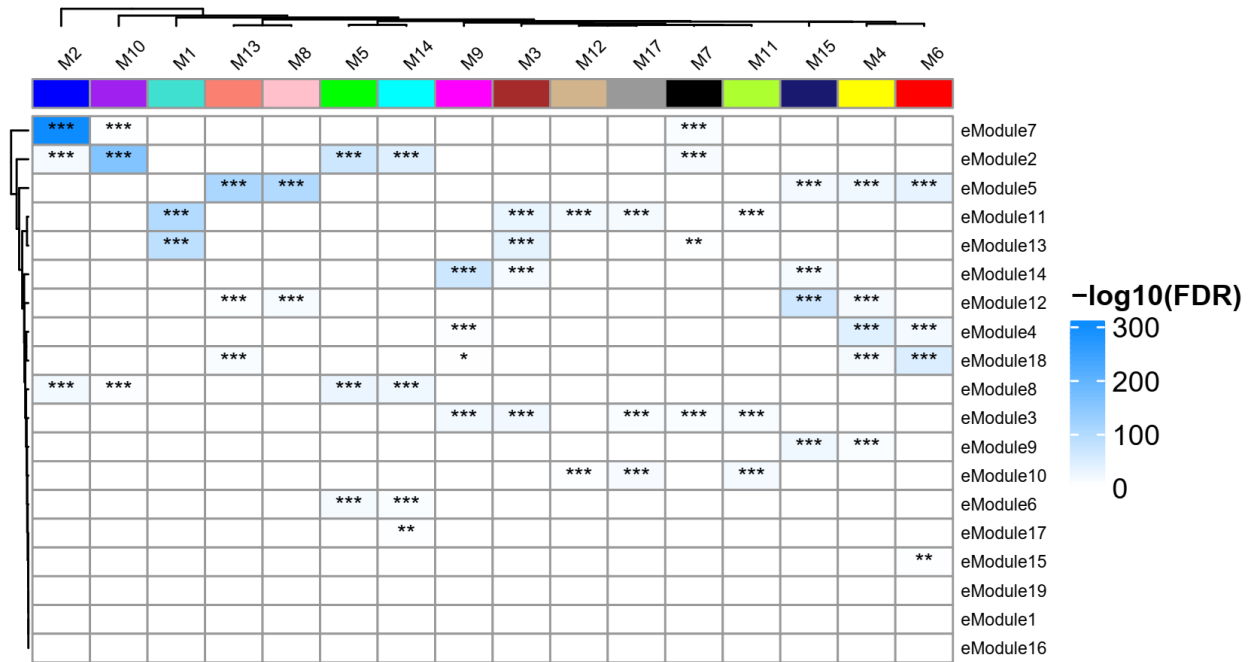 M2 M10 M1 M13 M8 M5 M14 M9 M3 M12 M17 M7 M11 M15 M4 M6
*** *** *** eModule7
*** *** *** *** *** eModule2
*** *** *** *** *** eModule5
*** *** *** *** *** eModule11
*** *** ** eModule13
*** *** *** eModule14
*** *** *** *** eModule12
*** *** *** eModule4
*** * *** *** eModule18
*** *** *** *** eModule8
*** *** *** *** *** eModule3
*** *** eModule9
*** *** *** eModule10
*** *** eModule6
** eModule17
** eModule15
eModule19
eModule1
eModule16
−log10(FDR)
300
200
100
0